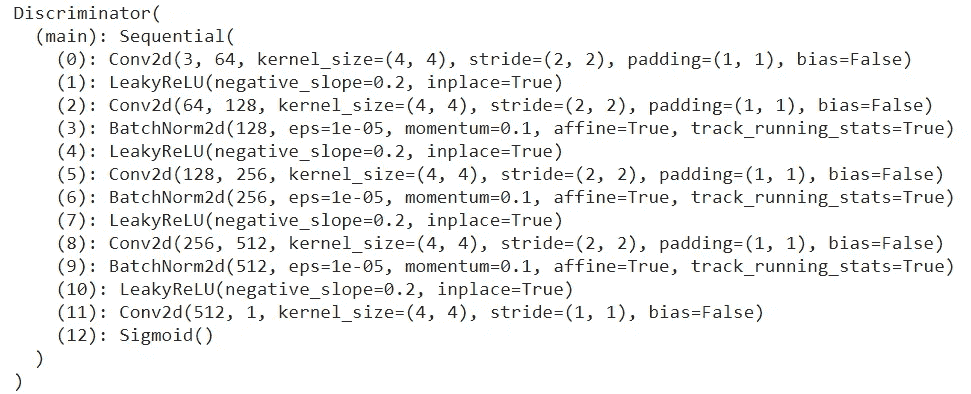 Discriminator(
  (main): Sequential(
    (0): Conv2d(3, 64, kernel_size=(4, 4), stride=(2, 2), padding=(1, 1), bias=False)
    (1): LeakyReLU(negative_slope=0.2, inplace=True)
    (2): Conv2d(64, 128, kernel_size=(4, 4), stride=(2, 2), padding=(1, 1), bias=False)
    (3): BatchNorm2d(128, eps=1e-05, momentum=0.1, affine=True, track_running_stats=True)
    (4): LeakyReLU(negative_slope=0.2, inplace=True)
    (5): Conv2d(128, 256, kernel_size=(4, 4), stride=(2, 2), padding=(1, 1), bias=False)
    (6): BatchNorm2d(256, eps=1e-05, momentum=0.1, affine=True, track_running_stats=True)
    (7): LeakyReLU(negative_slope=0.2, inplace=True)
    (8): Conv2d(256, 512, kernel_size=(4, 4), stride=(2, 2), padding=(1, 1), bias=False)
    (9): BatchNorm2d(512, eps=1e-05, momentum=0.1, affine=True, track_running_stats=True)
    (10): LeakyReLU(negative_slope=0.2, inplace=True)
    (11): Conv2d(512, 1, kernel_size=(4, 4), stride=(1, 1), bias=False)
    (12): Sigmoid()
  )
)